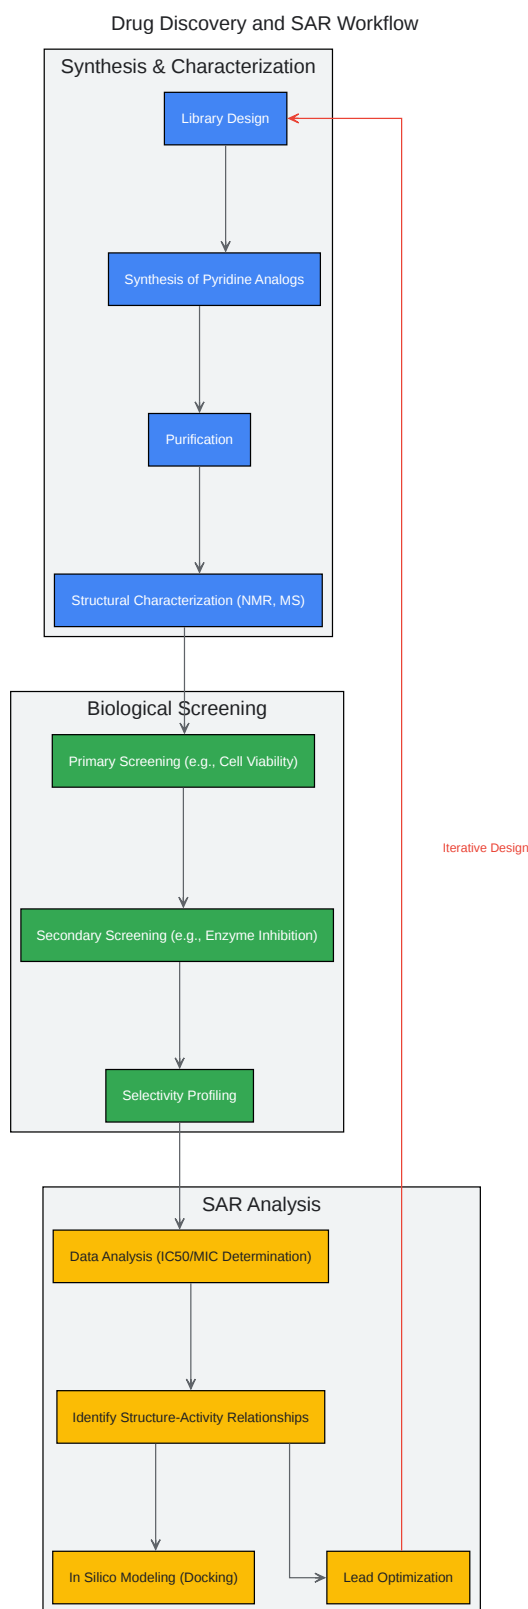 Drug Discovery and SAR Workflow
Synthesis & Characterization
Library Design
Synthesis of Pyridine Analogs
Purification
Structural Characterization (NMR, MS)
Biological Screening
Primary Screening (e.g., Cell Viability)
Iterative Design
Secondary Screening (e.g., Enzyme Inhibition)
Selectivity Profiling
SAR Analysis
Data Analysis (IC50/MIC Determination)
Identify Structure-Activity Relationships
In Silico Modeling (Docking)
Lead Optimization